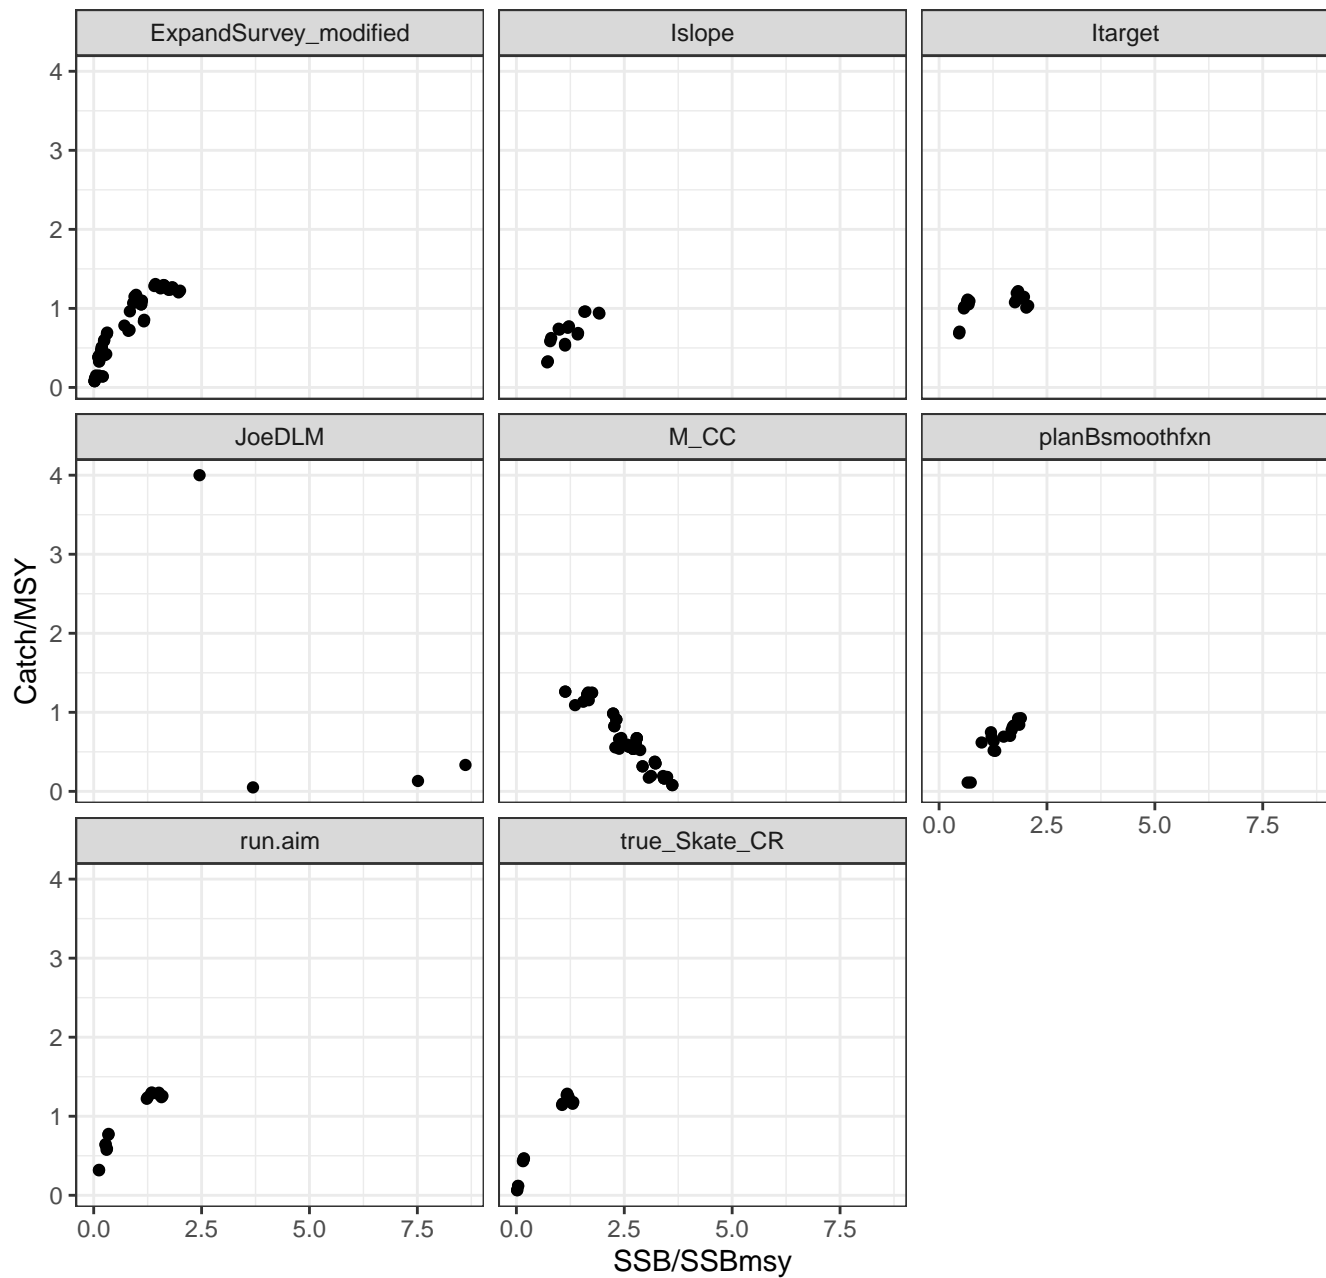 ExpandSurvey_modified
Islope
Itarget
4
3
2
1
0
JoeDLM
M_CC
planBsmoothfxn
4
3
2
1
0
0.0 2.5 5.0 7.5
run.aim
true_Skate_CR
4
3
2
1
0
0.0 2.5 5.0 7.5
0.0 2.5 5.0 7.5
Catch/MSY
SSB/SSBmsy